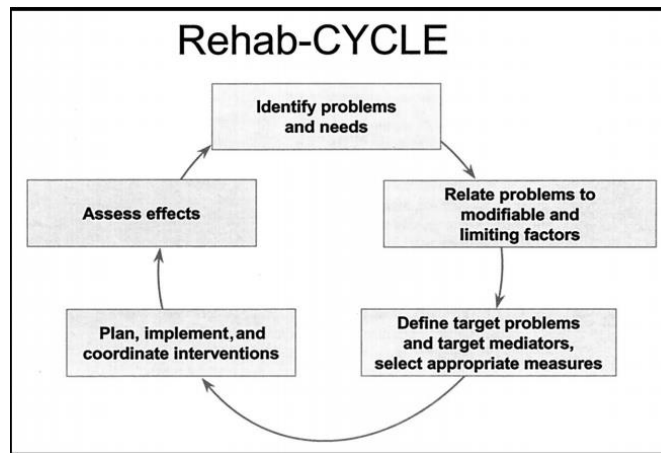 Rehab-CYCLE
Identify problems
and needs
Relate problems to
modifiable and
limiting factors
Define target problems
and target mediators,
select appropriate measures
Plan, implement, and
coordinate interventions
Assess effects